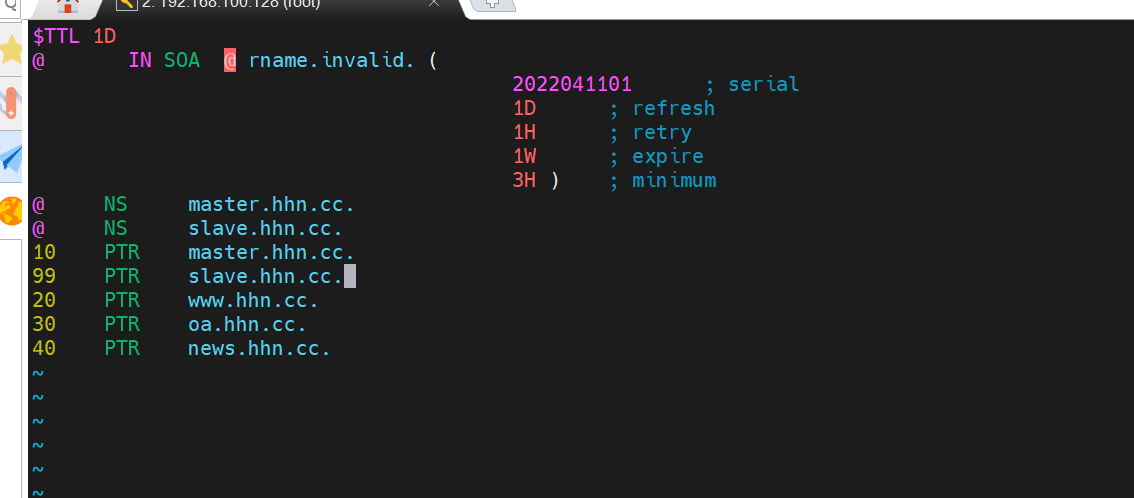 2. 192.168.100.128 (root)
$TTL 1D
@ IN SOA @ rname.invalid. (
2022041101 ; serial
1D ; refresh
1H ; retry
1W ; expire
3H ) ; minimum
@ NS master.hhn.cc.
@ NS slave.hhn.cc.
10 PTR master.hhn.cc.
99 PTR slave.hhn.cc.
20 PTR www.hhn.cc.
30 PTR oa.hhn.cc.
40 PTR news.hhn.cc.
~
~
~
~
~
~